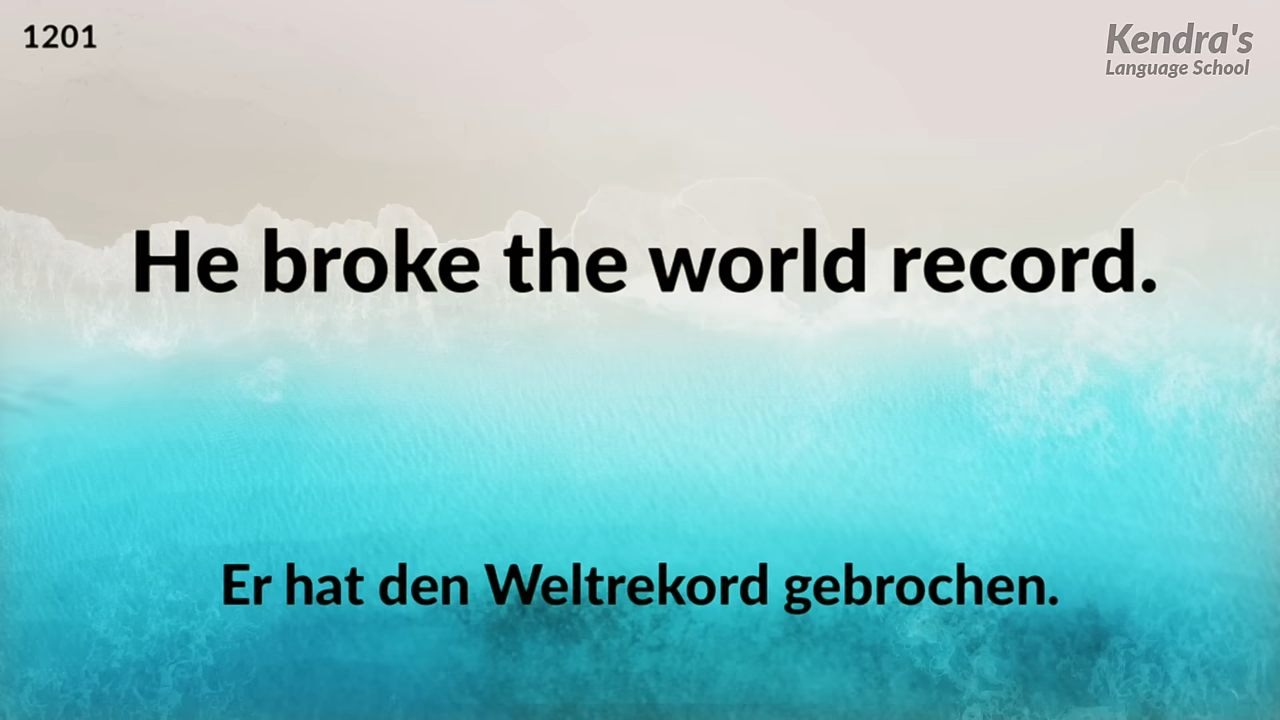 1201
Kendra's
Language School
He broke the world record.
Er hat den Weltrekord gebrochen.